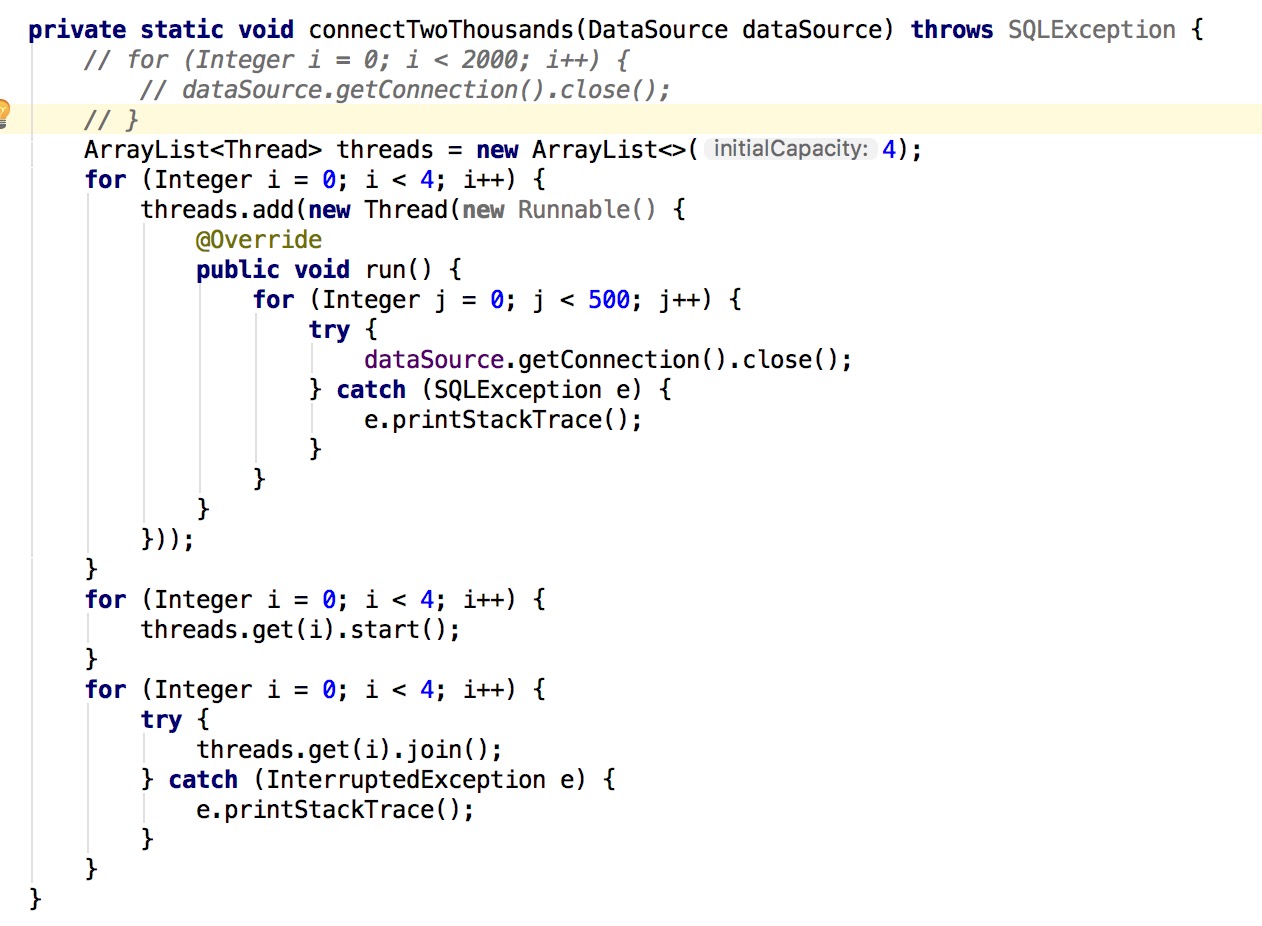 private static void connectTwoThousands(DataSource dataSource) throws SQLException {
    // for (Integer i = 0; i < 2000; i++) {
        // dataSource.getConnection().close();
    // }
    ArrayList<Thread> threads = new ArrayList<>( initialCapacity: 4);
    for (Integer i = 0; i < 4; i++) {
        threads.add(new Thread(new Runnable() {
            @Override
            public void run() {
                for (Integer j = 0; j < 500; j++) {
                    try {
                        dataSource.getConnection().close();
                    } catch (SQLException e) {
                        e.printStackTrace();
                    }
                }
            }
        }));
    }
    for (Integer i = 0; i < 4; i++) {
        threads.get(i).start();
    }
    for (Integer i = 0; i < 4; i++) {
        try {
            threads.get(i).join();
        } catch (InterruptedException e) {
            e.printStackTrace();
        }
    }
}